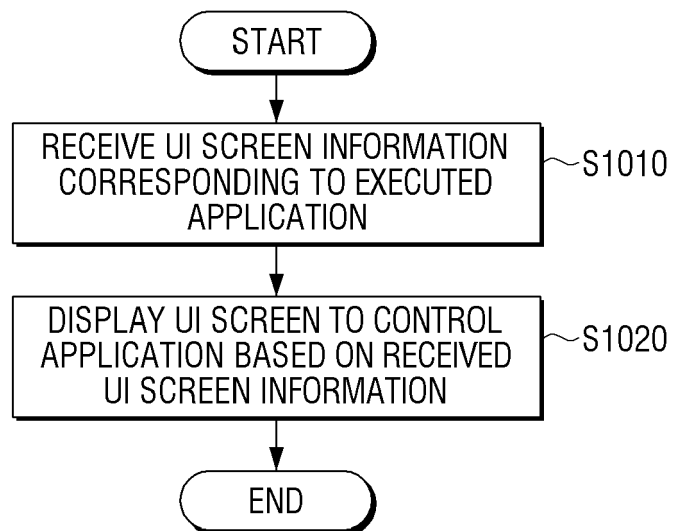 START
RECEIVE UI SCREEN INFORMATION
CORRESPONDING TO EXECUTED
APPLICATION
S1010
DISPLAY UI SCREEN TO CONTROL
APPLICATION BASED ON RECEIVED
UI SCREEN INFORMATION
S1020
END